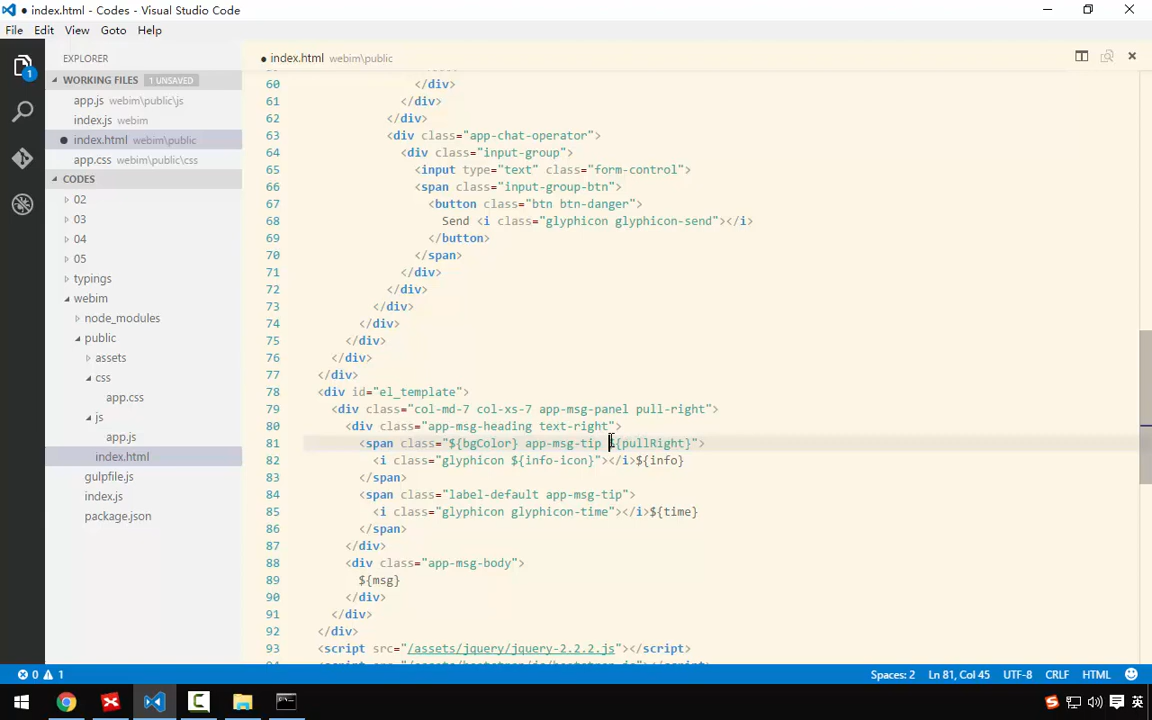 ● index.html - Codes - Visual Studio Code
File Edit View Goto Help
EXPLORER
● index.html webim\public
WORKING FILES 1 UNSAVED
app.js webim\public\js
index.js webim
● index.html webim\public
app.css webim\public\css
CODES
02
03
04
05
typings
webim
node_modules
public
assets
css
app.css
js
app.js
index.html
gulpfile.js
index.js
package.json
1
60 </div>
61 </div>
62 </div>
63 <div class="app-chat-operator">
64 <div class="input-group">
65 <input type="text" class="form-control">
66 <span class="input-group-btn">
67 <button class="btn btn-danger">
68 Send <i class="glyphicon glyphicon-send"></i>
69 </button>
70 </span>
71 </div>
72 </div>
73 </div>
74 </div>
75 </div>
76 </div>
77 </div>
78 <div id="el_template">
79 <div class="col-md-7 col-xs-7 app-msg-panel pull-right">
80 <div class="app-msg-heading text-right">
81 <span class="${bgColor} app-msg-tip ${pullRight}">
82 <i class="glyphicon ${info-icon}"></i>${info}
83 </span>
84 <span class="label-default app-msg-tip">
85 <i class="glyphicon glyphicon-time"></i>${time}
86 </span>
87 </div>
88 <div class="app-msg-body">
89 ${msg}
90 </div>
91 </div>
92 </div>
93 <script src="/assets/jquery/jquery-2.2.2.js"></script>
0 1 Ln 81, Col 45 Spaces: 2 UTF-8 CRLF HTML
英